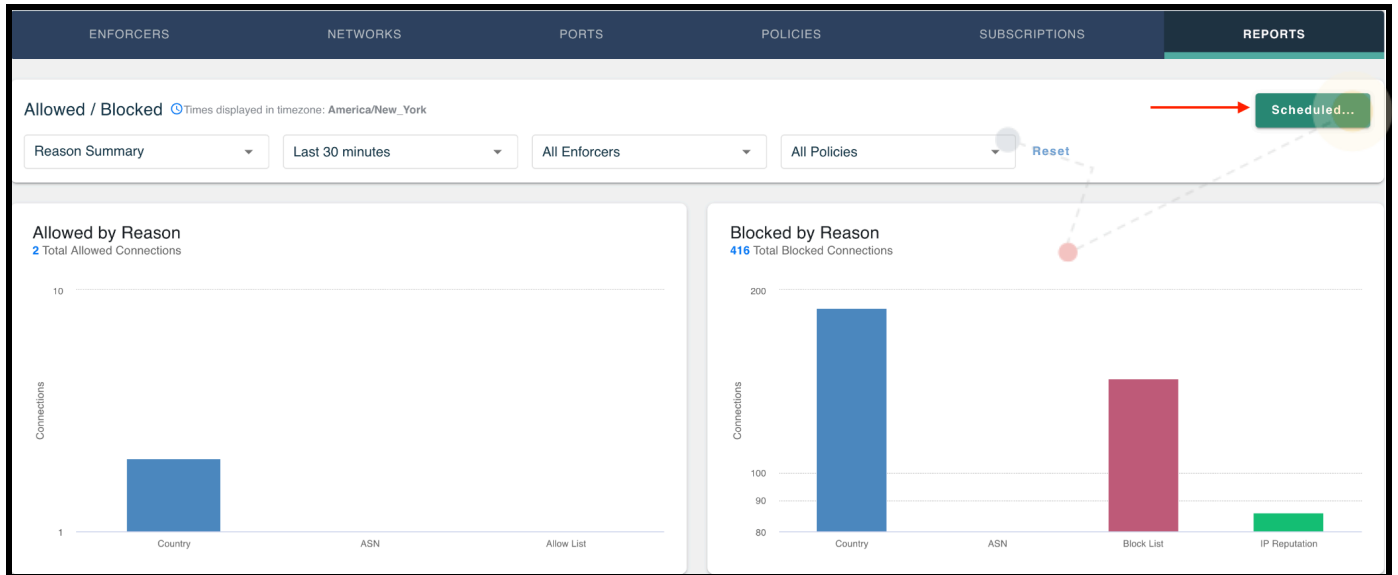 ENFORCERS NETWORKS PORTS POLICIES SUBSCRIPTIONS REPORTS
Allowed / Blocked Times displayed in timezone: America/New_York
Scheduled...
Reason Summary Last 30 minutes All Enforcers All Policies Reset
Allowed by Reason
2 Total Allowed Connections
10
Connections
1
Country ASN Allow List
Blocked by Reason
416 Total Blocked Connections
200
Connections
100
90
80
Country ASN Block List IP Reputation